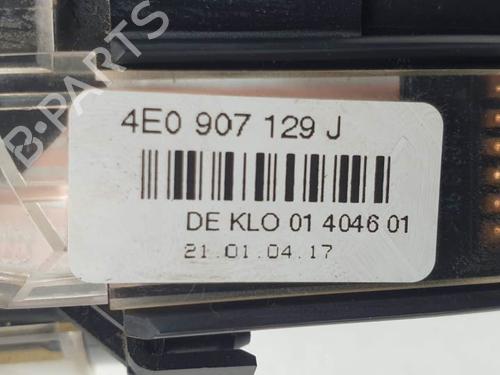 B-PARTS
4E0 907 129 J
DE KLO 01 4046 01
21.01.04.17